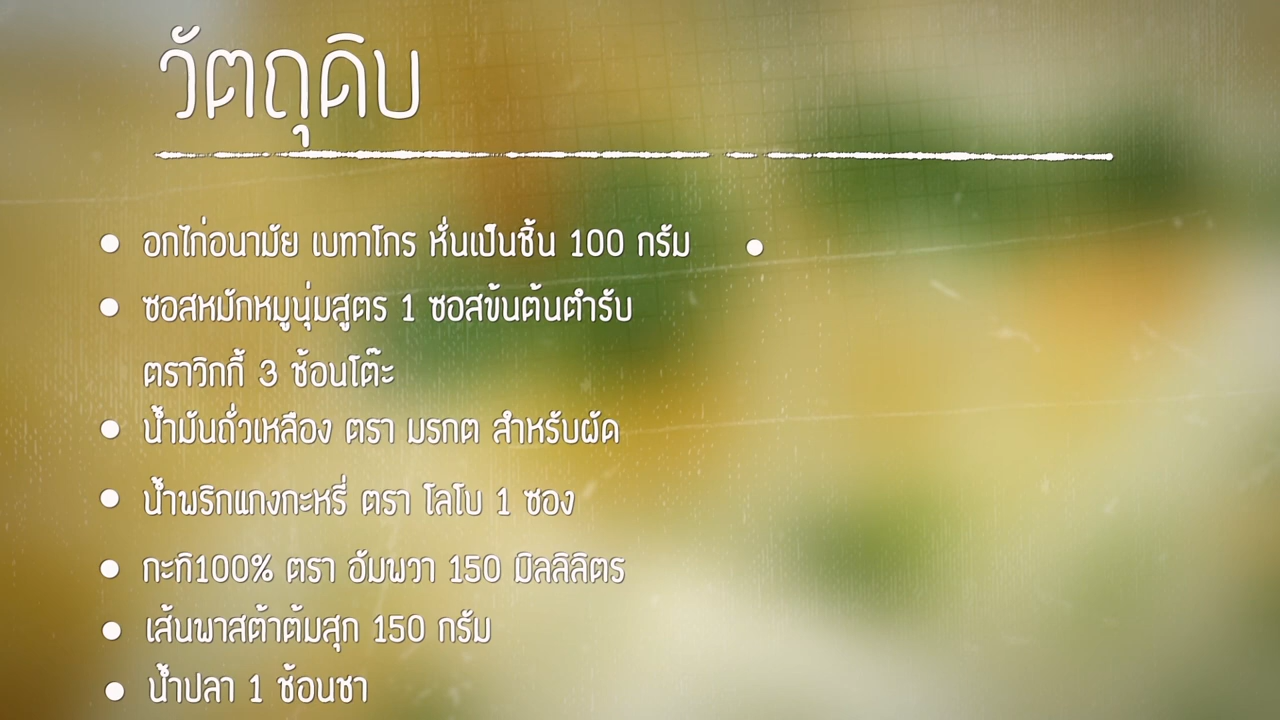 วัตถุดิบ
• อกไก่อนามัย เบทาโกร หั่นเป็นชิ้น 100 กรัม
•
• ซอสหมักหมูนุ่มสูตร 1 ซอสข้นต้นตำรับ
ตราวิกกี้ 3 ช้อนโต๊ะ
• น้ำมันถั่วเหลือง ตรา มรกต สำหรับผัด
• น้ำพริกแกงกะหรี่ ตรา โลโบ 1 ซอง
• กะทิ100% ตรา อัมพวา 150 มิลลิลิตร
• เส้นพาสต้าต้มสุก 150 กรัม
• น้ำปลา 1 ช้อนชา